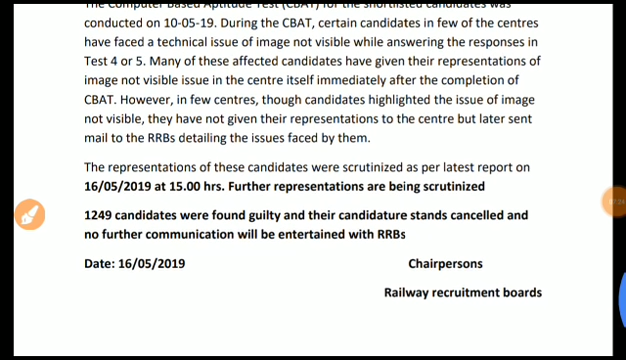 The Computer Based Aptitude Test (CBAT) for the shortlisted candidates was
conducted on 10-05-19. During the CBAT, certain candidates in few of the centres
have faced a technical issue of image not visible while answering the responses in
Test 4 or 5. Many of these affected candidates have given their representations of
image not visible issue in the centre itself immediately after the completion of
CBAT. However, in few centres, though candidates highlighted the issue of image
not visible, they have not given their representations to the centre but later sent
mail to the RRBs detailing the issues faced by them.
The representations of these candidates were scrutinized as per latest report on
16/05/2019 at 15.00 hrs. Further representations are being scrutinized
1249 candidates were found guilty and their candidature stands cancelled and
no further communication will be entertained with RRBs
Date: 16/05/2019 Chairpersons
Railway recruitment boards